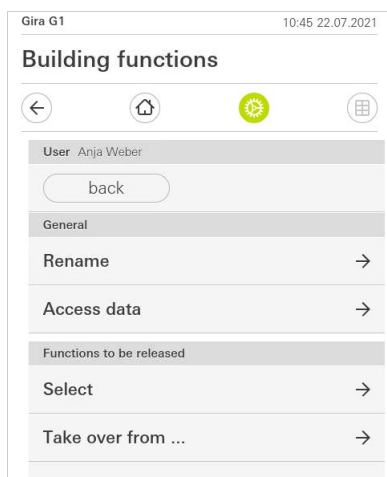 Gira G1 10:45 22.07.2021
Building functions
User Anja Weber
back
General
Rename
Access data
Functions to be released
Select
Take over from ...